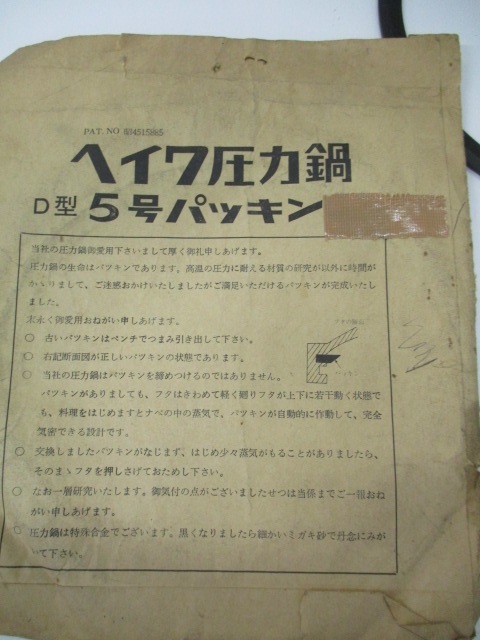 PAT. NO
ヘイワ圧力鍋
D型 5号パッキン
当社の圧力鍋御愛用下さいまして厚く御礼申しあげます。
圧力鍋の生命はパツキンであります。高温の圧力に耐える材質の研究が以外に時間が
かゝりまして、ご迷惑おかけいたしましたがご満足いただけるパツキンが完成いたし
ました。
末永く御愛用おねがい申しあげます。
○ 古いパツキンはペンチでつまみ引き出して下さい。
○ 右記断面図が正しいパツキンの状態であります。
○ 当社の圧力鍋はパツキンを締めつけるのではありません。
パツキンがありましても、フタはきわめて軽く廻りフタが上下に若干動く状態で
も、料理をはじめますとナベの中の蒸気で、パツキンが自動的に作動して、完全
気密できる設計です。
○ 交換しましたパツキンがなじまず、はじめ少々蒸気がもることがありましたら、
そのまゝフタを押しさげておためし下さい。
○ なお一層研究いたします。御気付の点がございましたせつは当係までご一報おね
がい申しあげます。
○ 圧力鍋は特殊合金でございます。黒くなりましたら細かいミガキ砂で丹念にみが
いて下さい。